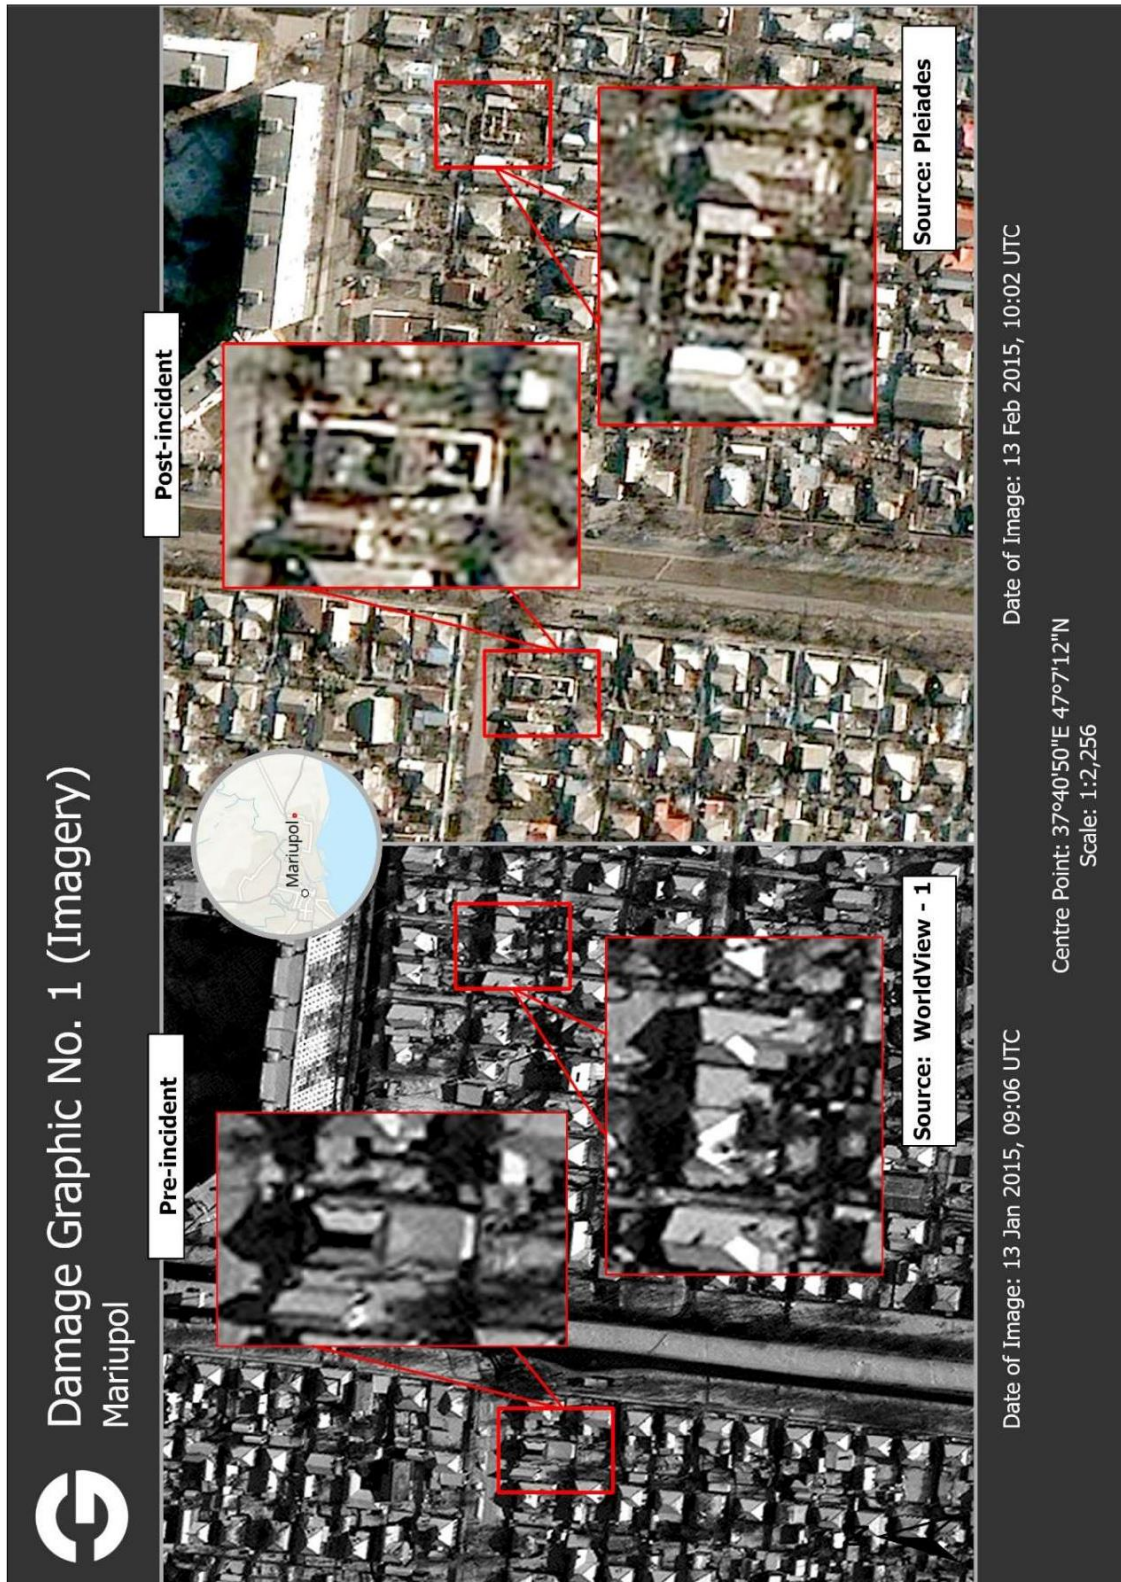 Damage Graphic No. 1 (Imagery)
Mariupol
Pre-incident
Post-incident
Mariupol
Source: WorldView - 1
Source: Pleiades
Date of Image: 13 Jan 2015, 09:06 UTC
Date of Image: 13 Feb 2015, 10:02 UTC
Centre Point: 37°40'50"E 47°7'12"N
Scale: 1:2,256